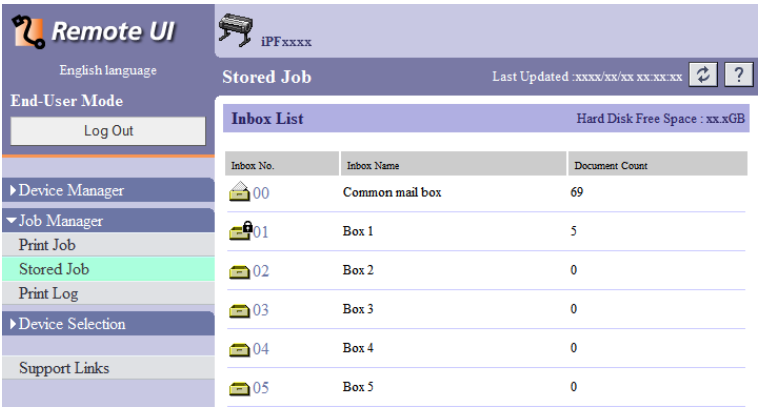 Remote UI
iPFxxxx
English language
Stored Job
Last Updated :xxxx/xx/xx xx:xx:xx
?
End-User Mode
Log Out
Inbox List
Hard Disk Free Space : xx.xGB
Inbox No. Inbox Name Document Count
Device Manager
00 Common mail box 69
Job Manager
01 Box 1 5
Print Job
Stored Job
02 Box 2 0
Print Log
03 Box 3 0
Device Selection
04 Box 4 0
Support Links
05 Box 5 0